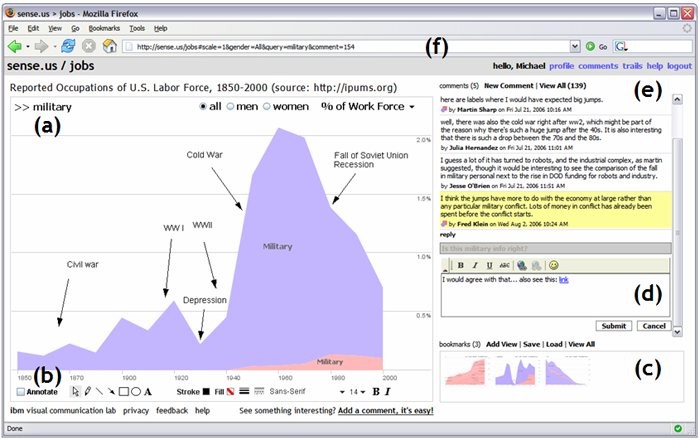 sense.us > jobs - Mozilla Firefox
File Edit View Go Bookmarks Tools Help
http://sense.us/jobs#scale=1&gender=All&query=military&comment=154
Go
(f)
sense.us / jobs
hello, Michael profile comments trails help logout
Reported Occupations of U.S. Labor Force, 1850-2000 (source: http://ipums.org)
>> military
all men women
% of Work Force
(a)
2.0%
1.5%
1.0%
0.5%
Cold War
Fall of Soviet Union
Recession
WW I
WWII
Military
Civil war
Depression
Military
1850 1870 1900 1920 1940 1960 1980 2000
(b)
Annotate
A
Stroke
Fill
Sans-Serif
14
B I
ibm visual communication lab privacy feedback help
See something interesting? Add a comment, it's easy!
comments (5) New Comment | View All (139)
(e)
here are labels where I would have expected big jumps.
by Martin Sharp on Fri Jul 21, 2006 10:16 AM
well, there was also the cold war right after ww2, which might be part of
the reason why there's such a huge jump after the 40s. It is also interesting
that there is such a drop between the 70s and the 80s.
by Julia Hernandez on Fri Jul 21, 2006 11:01 AM
I guess a lot of it has turned to robots, and the industrial complex, as martin
suggested, though it would be interesting to see the comparison of the fall
in military personal next to the rise in DOD funding for robots and industry.
by Jesse O'Brien on Fri Jul 21, 2006 11:51 AM
I think the jumps have more to do with the economy at large rather than
any particular military conflict. Lots of money in conflict has already been
spent before the conflict starts.
by Fred Klein on Wed Aug 2, 2006 10:24 AM
reply
Is this military info right?
B I U ABC
I would agree with that... also see this: link
(d)
Submit Cancel
bookmarks (3) Add View | Save | Load | View All
(c)
Done